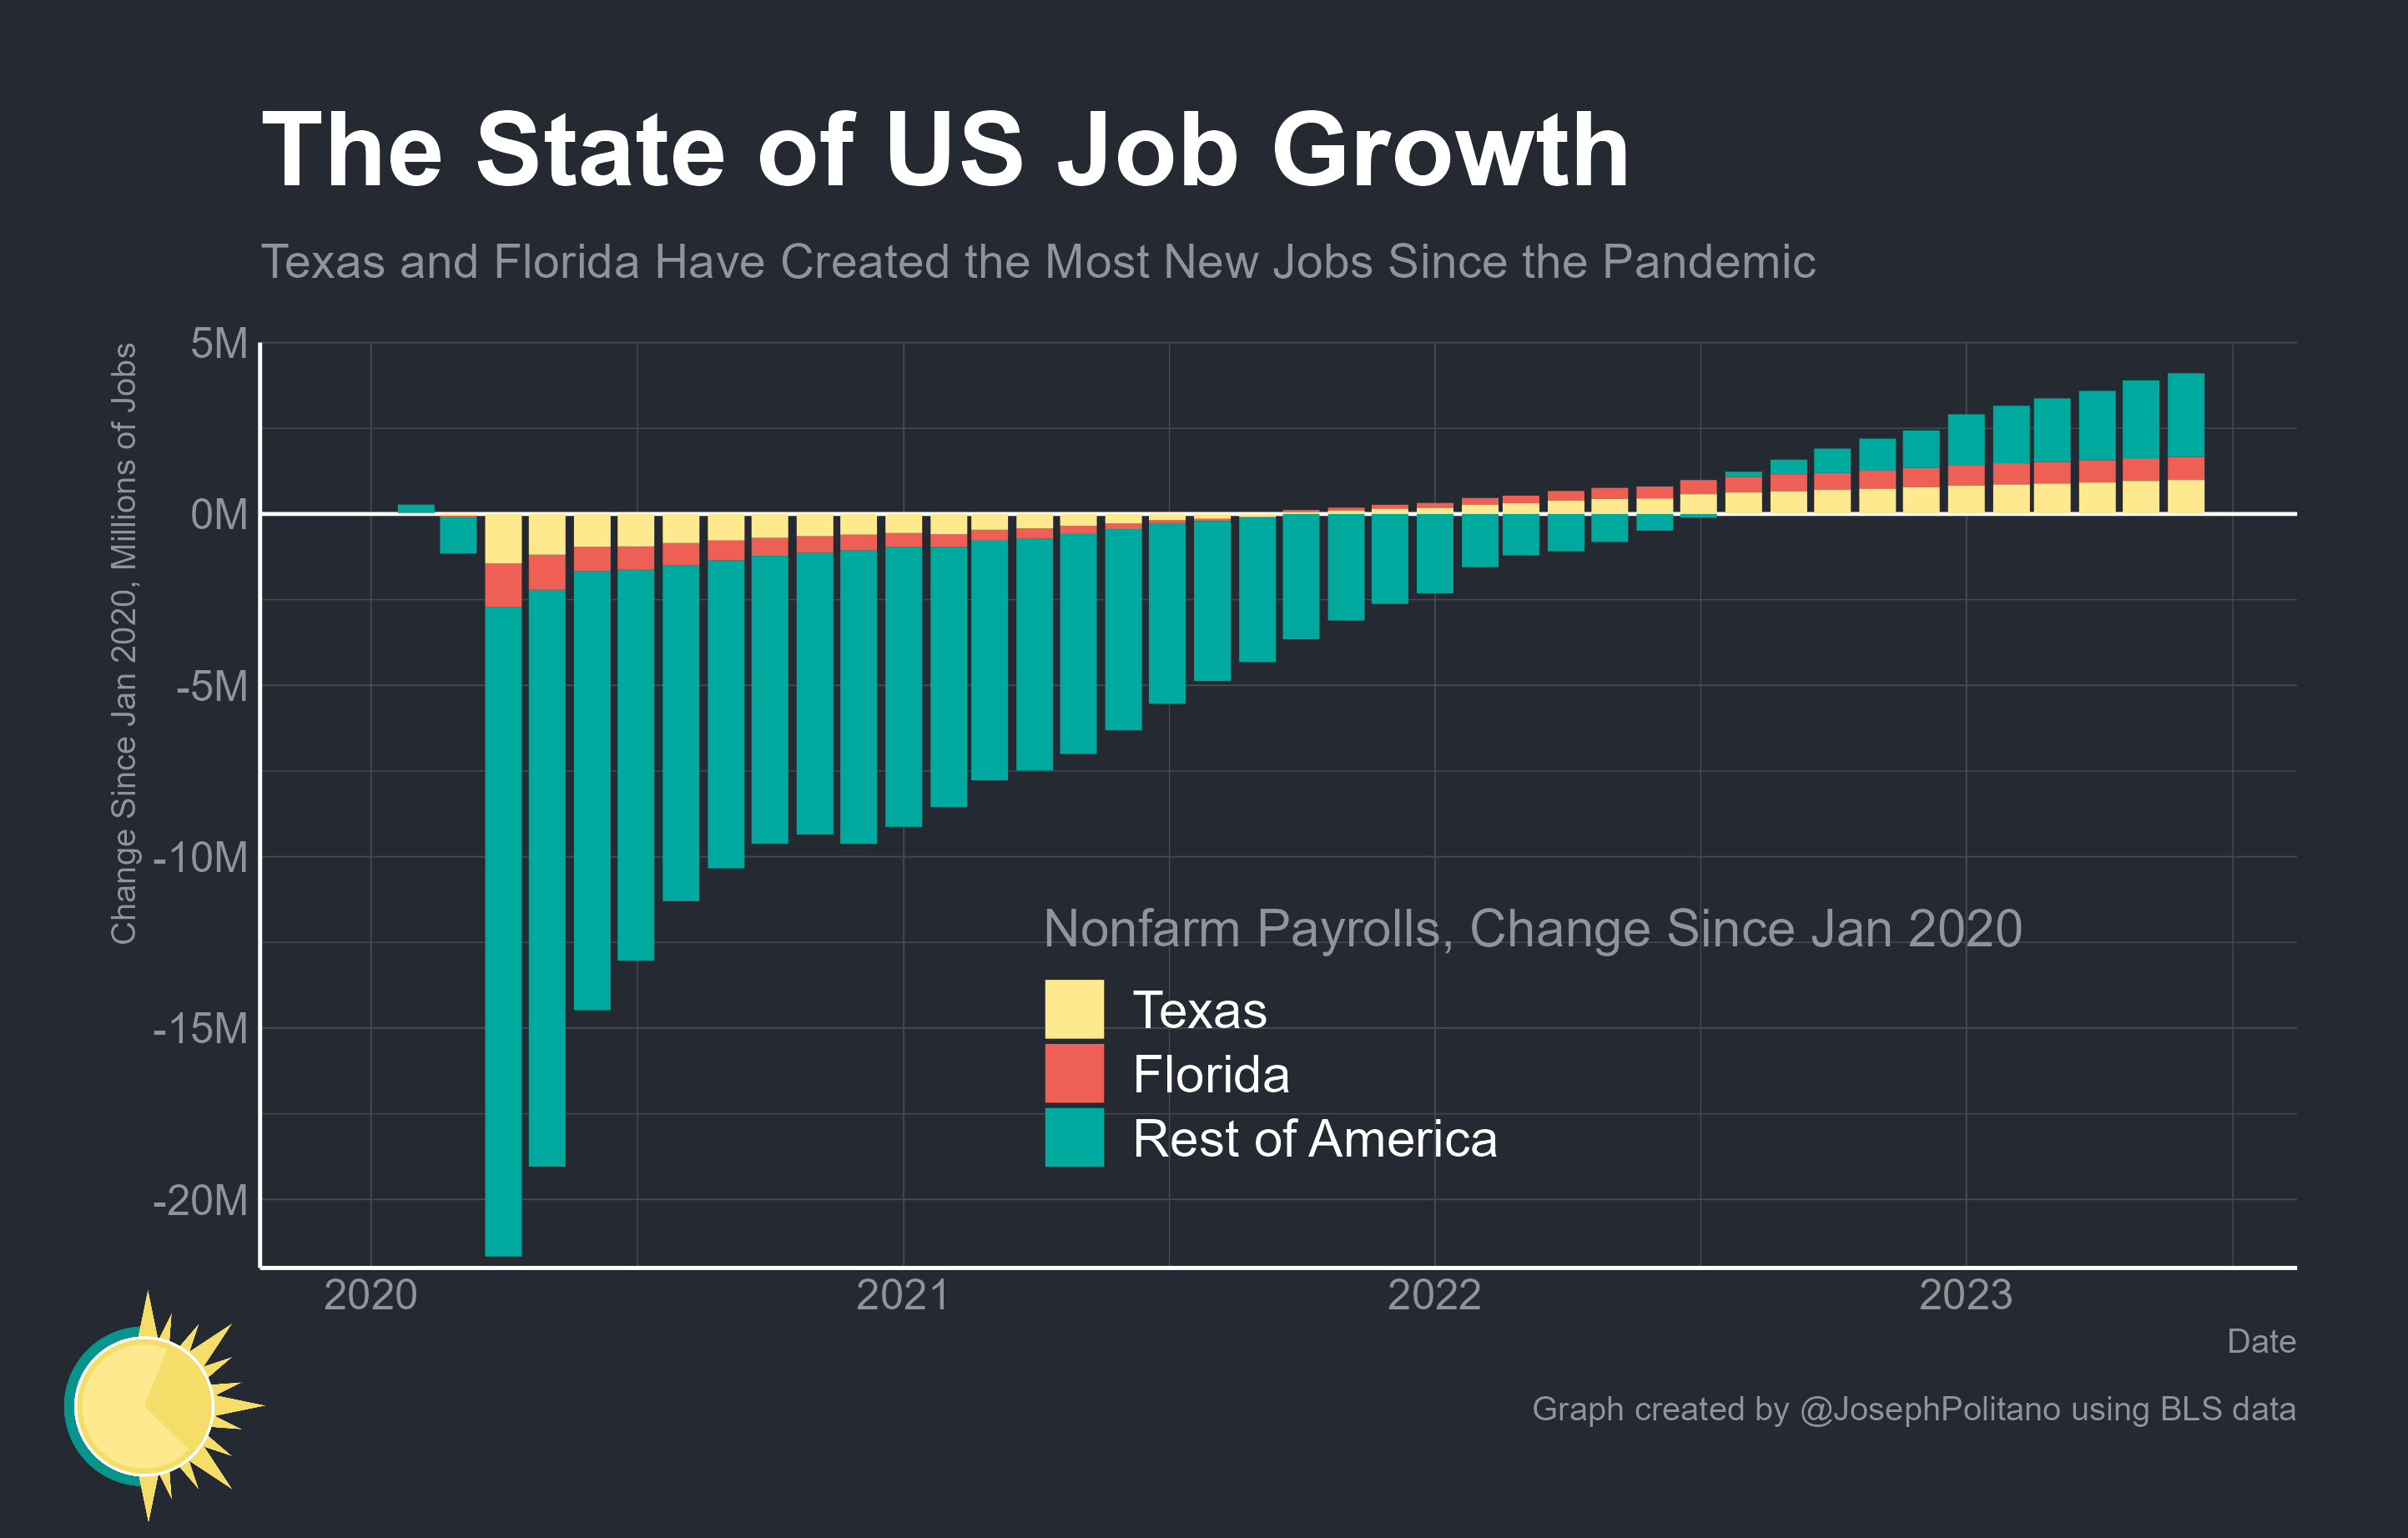 The State of US Job Growth
Texas and Florida Have Created the Most New Jobs Since the Pandemic
Change Since Jan 2020, Millions of Jobs
5M
0M
-5M
-10M
-15M
-20M
Nonfarm Payrolls, Change Since Jan 2020
Texas
Florida
Rest of America
2020 2021 2022 2023
Date
Graph created by @JosephPolitano using BLS data